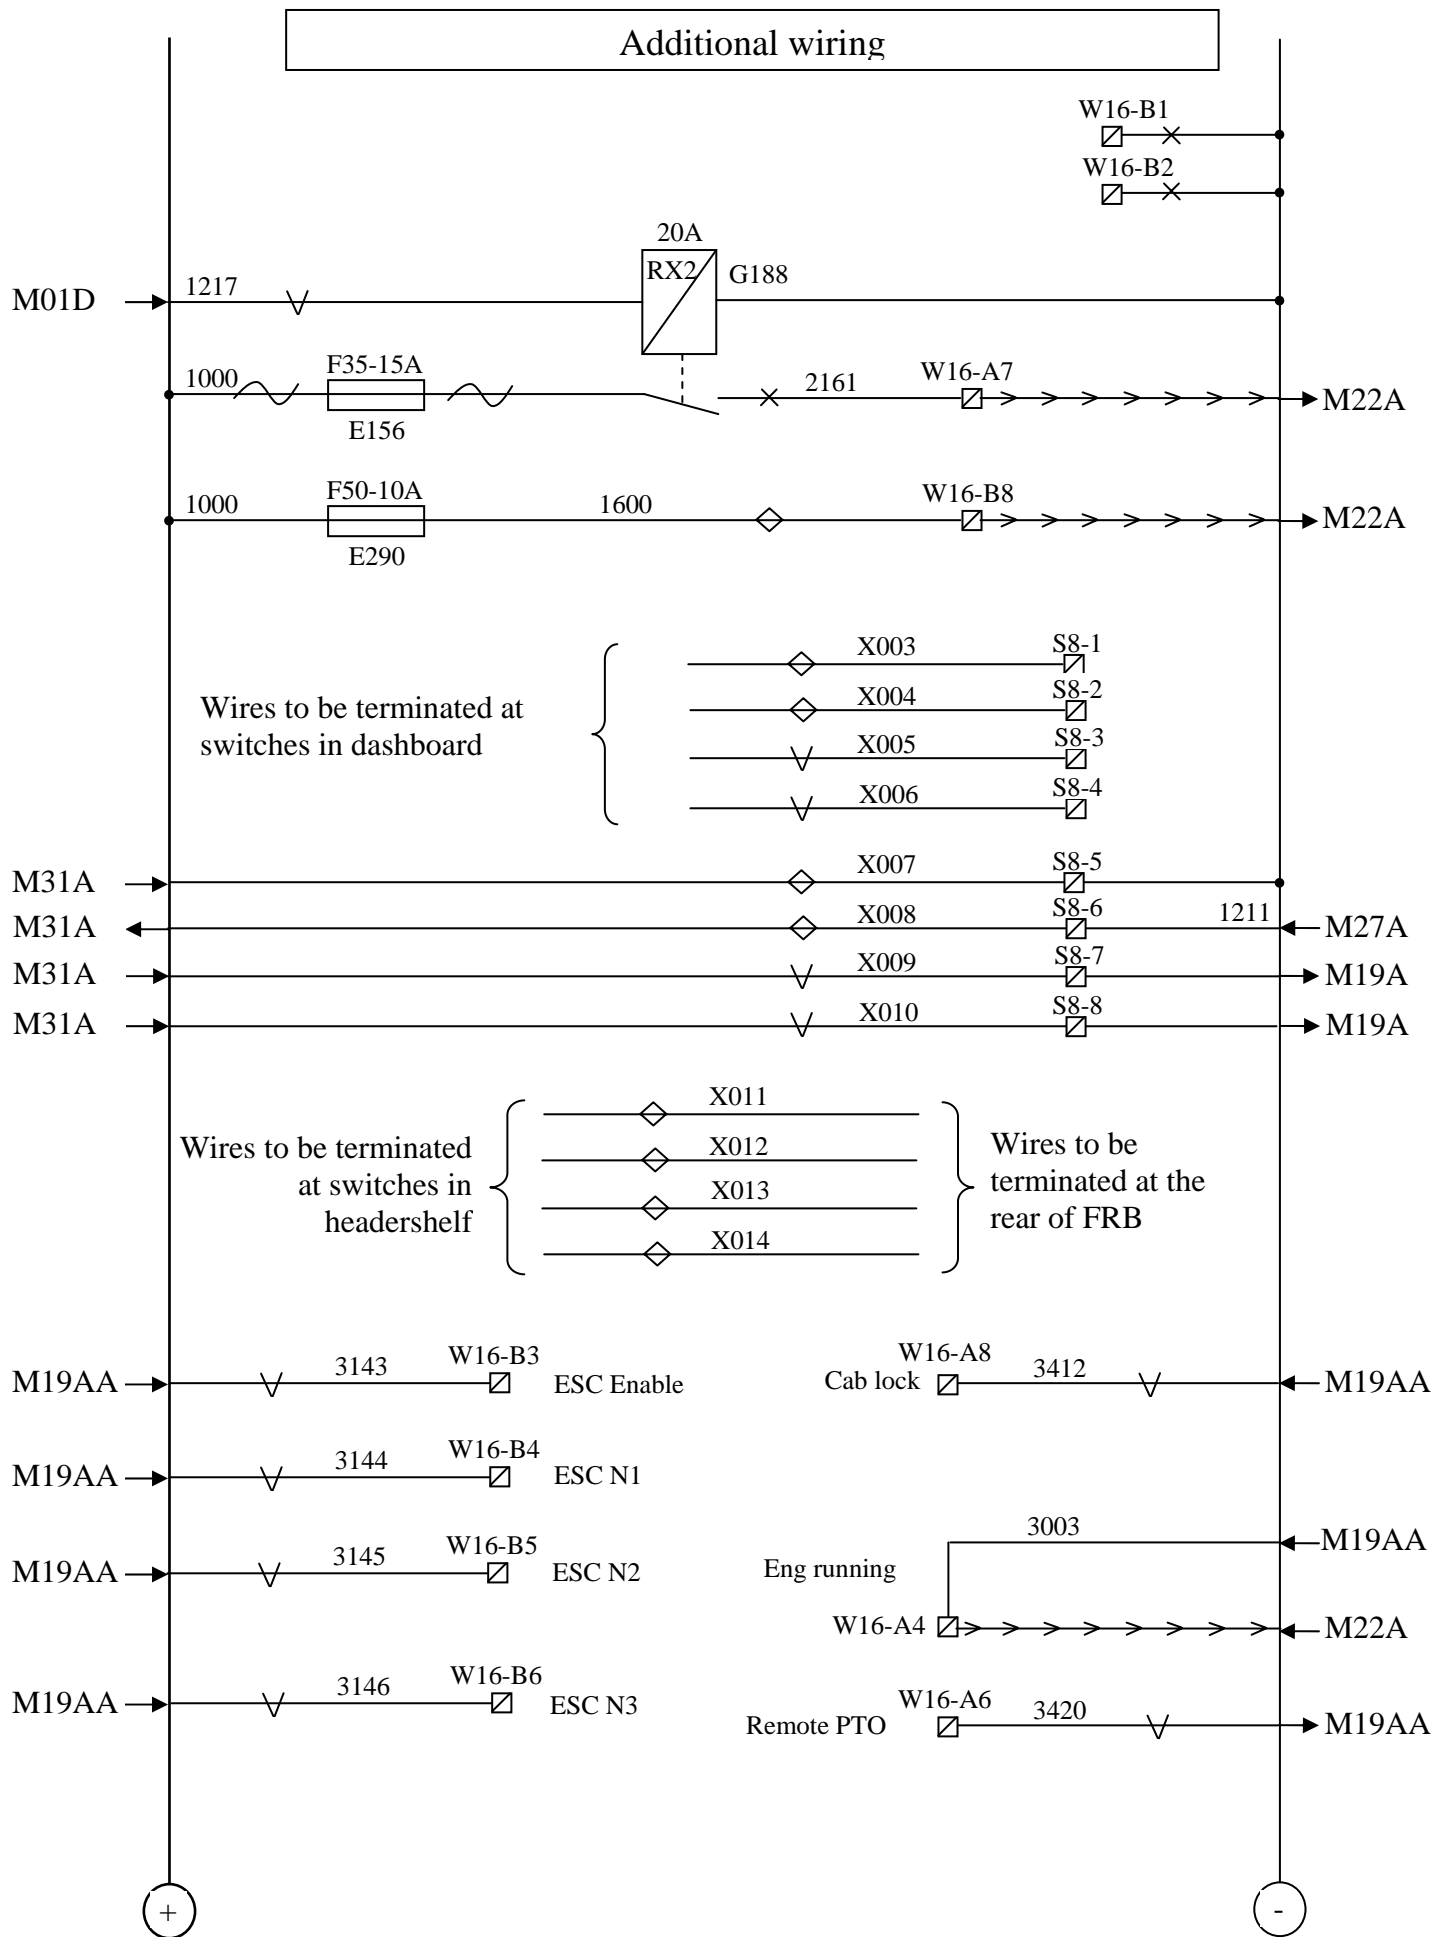 Additional wiring
W16-B1
W16-B2
20A
RX2
G188
M01D
1217
F35-15A
1000
2161
W16-A7
M22A
E156
F50-10A
1000
1600
W16-B8
M22A
E290
Wires to be terminated at
switches in dashboard
X003
S8-1
X004
S8-2
X005
S8-3
X006
S8-4
M31A
X007
S8-5
M31A
X008
S8-6
1211
M27A
M31A
X009
S8-7
M19A
M31A
X010
S8-8
M19A
Wires to be terminated
at switches in
headershelf
X011
X012
X013
X014
Wires to be
terminated at the
rear of FRB
M19AA
3143
W16-B3
ESC Enable
W16-A8
Cab lock
3412
M19AA
M19AA
3144
W16-B4
ESC N1
M19AA
3145
W16-B5
ESC N2
3003
M19AA
Eng running
W16-A4
M22A
M19AA
3146
W16-B6
ESC N3
W16-A6
Remote PTO
3420
M19AA
+
-